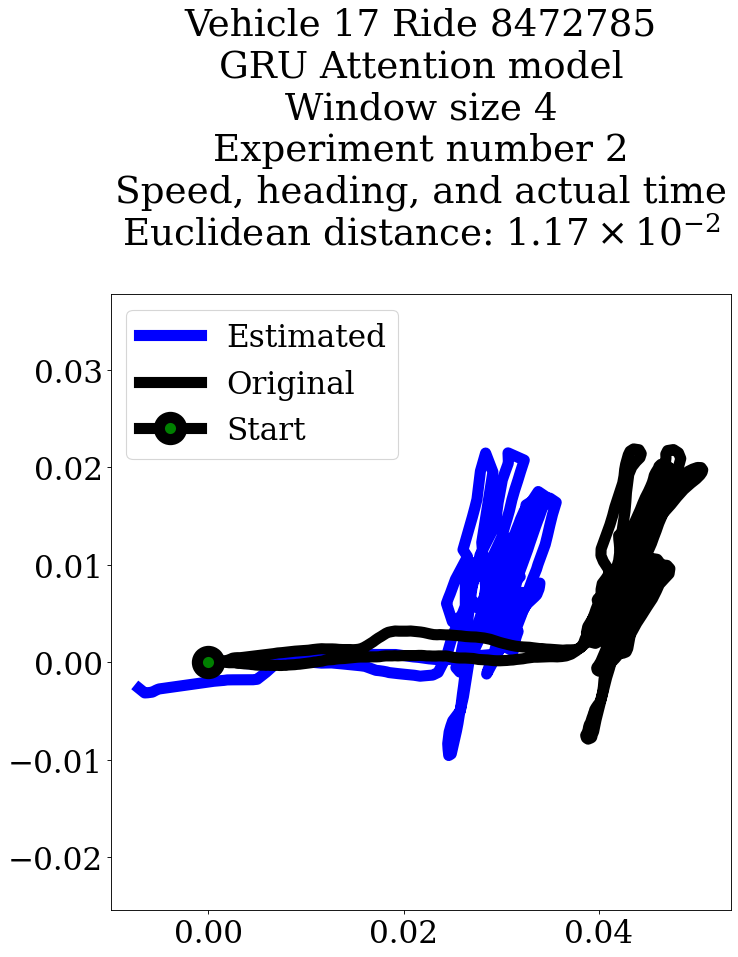 Vehicle 17 Ride 8472785
GRU Attention model
Window size 4
Experiment number 2
Speed, heading, and actual time
Euclidean distance: 1.17 × 10⁻²
Estimated
Original
Start
0.03
0.02
0.01
0.00
−0.01
−0.02
0.00 0.02 0.04